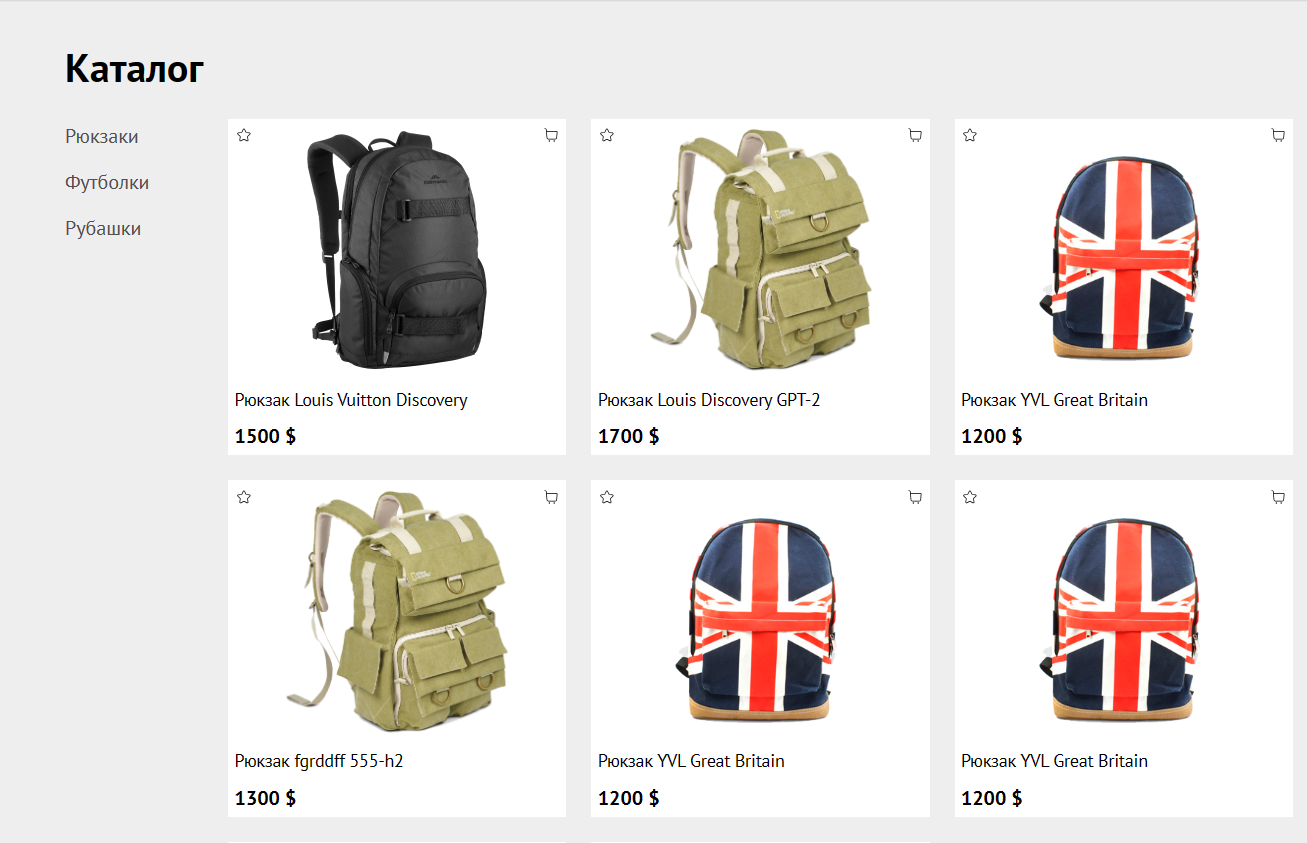 Каталог
Рюкзаки
Футболки
Рубашки
Рюкзак Louis Vuitton Discovery
1500 $
Рюкзак Louis Discovery GPT-2
1700 $
Рюкзак YVL Great Britain
1200 $
Рюкзак fgrddff 555-h2
1300 $
Рюкзак YVL Great Britain
1200 $
Рюкзак YVL Great Britain
1200 $